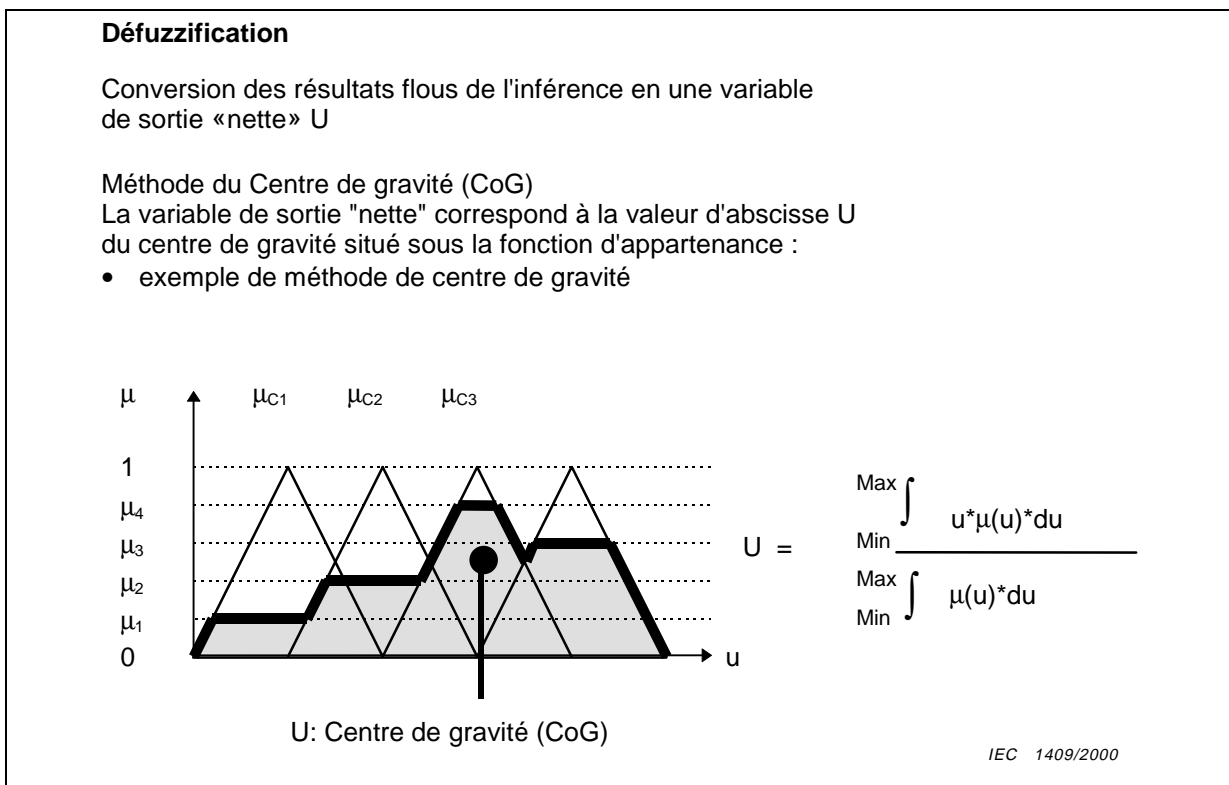 Défuzzification
Conversion des résultats flous de l'inférence en une variable
de sortie «nette» U
Méthode du Centre de gravité (CoG)
La variable de sortie "nette" correspond à la valeur d'abscisse U
du centre de gravité situé sous la fonction d'appartenance :
• exemple de méthode de centre de gravité
μ μC1 μC2 μC3
1
μ4
μ3
μ2
μ1
0
u
U: Centre de gravité (CoG)
U =
Max ∫ u*μ(u)*du
Min
Max ∫ μ(u)*du
Min
IEC 1409/2000